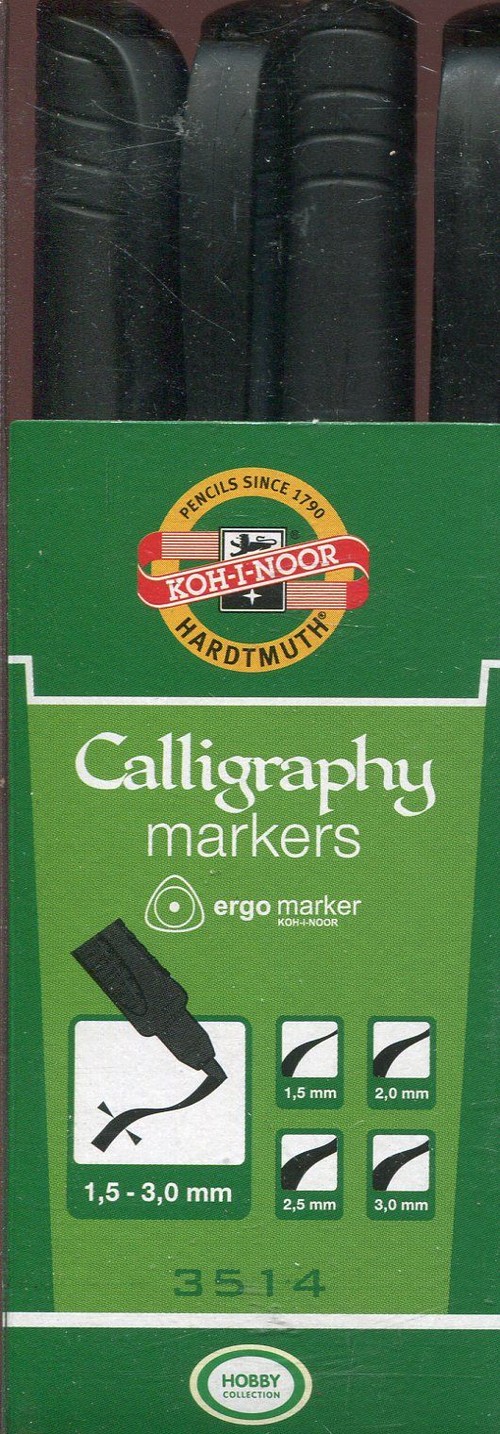 PENCILS SINCE 1790
®
KOH-I-NOOR
HARDTMUTH®
Calligraphy
markers
ergo marker
KOH-I-NOOR
1,5 mm
2,0 mm
1,5 - 3,0 mm
2,5 mm
3,0 mm
3514
HOBBY
COLLECTION